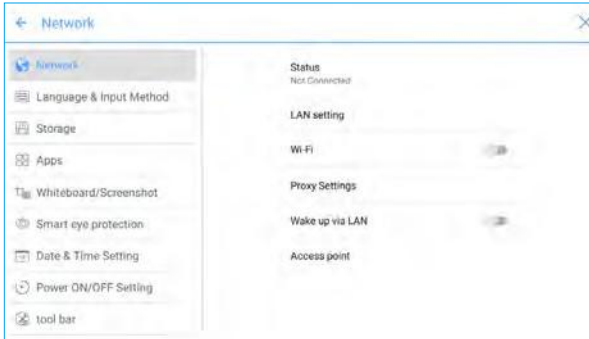 Network
Network
Language & Input Method
Storage
Apps
Whiteboard/Screenshot
Smart eye protection
Date & Time Setting
Power ON/OFF Setting
tool bar
Status
Not Connected
LAN setting
Wi-Fi
Proxy Settings
Wake up via LAN
Access point